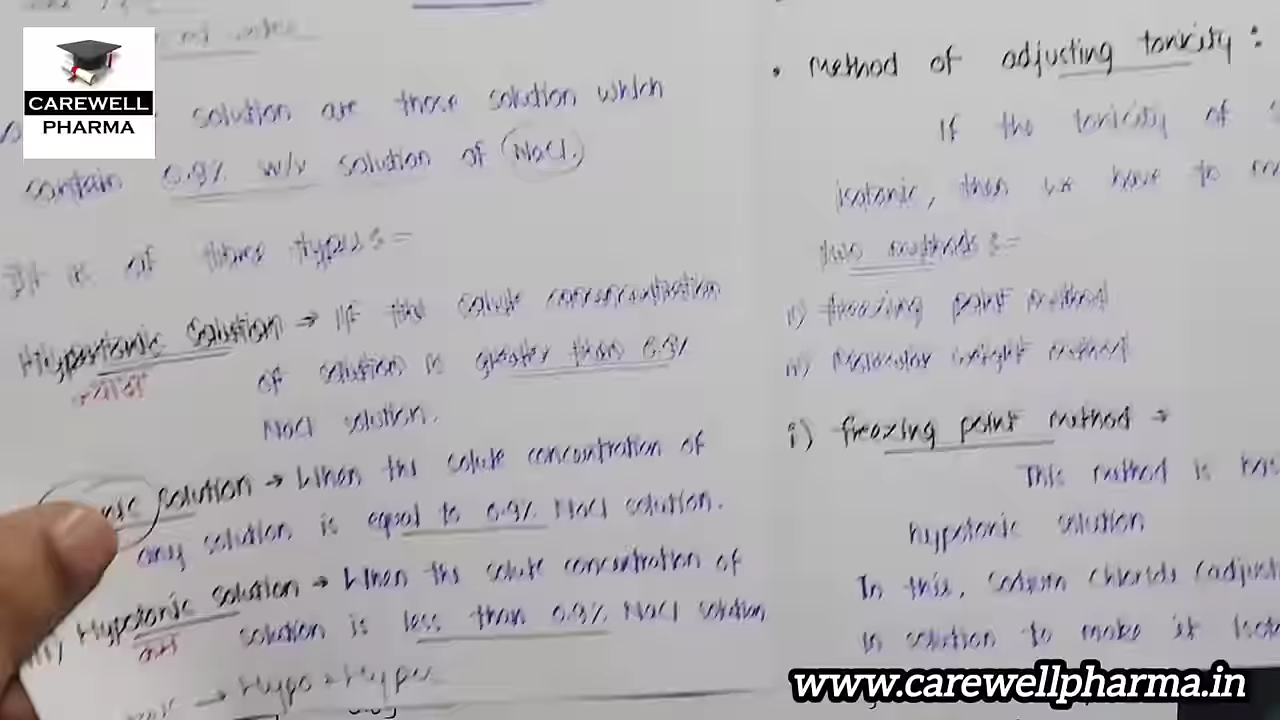 CAREWELL
PHARMA
solution are those solution which
contain 0.9% w/v solution of NaCl.
It is of three types :-
Hypertonic Solution → If the solute concentration
of solution is greater than 0.9%
NaCl solution.
solution → When the solute concentration of
any solution is equal to 0.9% NaCl solution.
iii) Hypotonic solution → When the solute concentration of
solution is less than 0.9% NaCl solution
→ Hypo → Hyper
• Method of adjusting tonicity :
If the tonicity of
isotonic, then we have to
two methods :-
i) freezing point method
ii) Molecular weight method
i) freezing point method →
This method is
hypotonic solution
In this, sodium chloride (adjust
in solution to make it isoto
www.carewellpharma.in